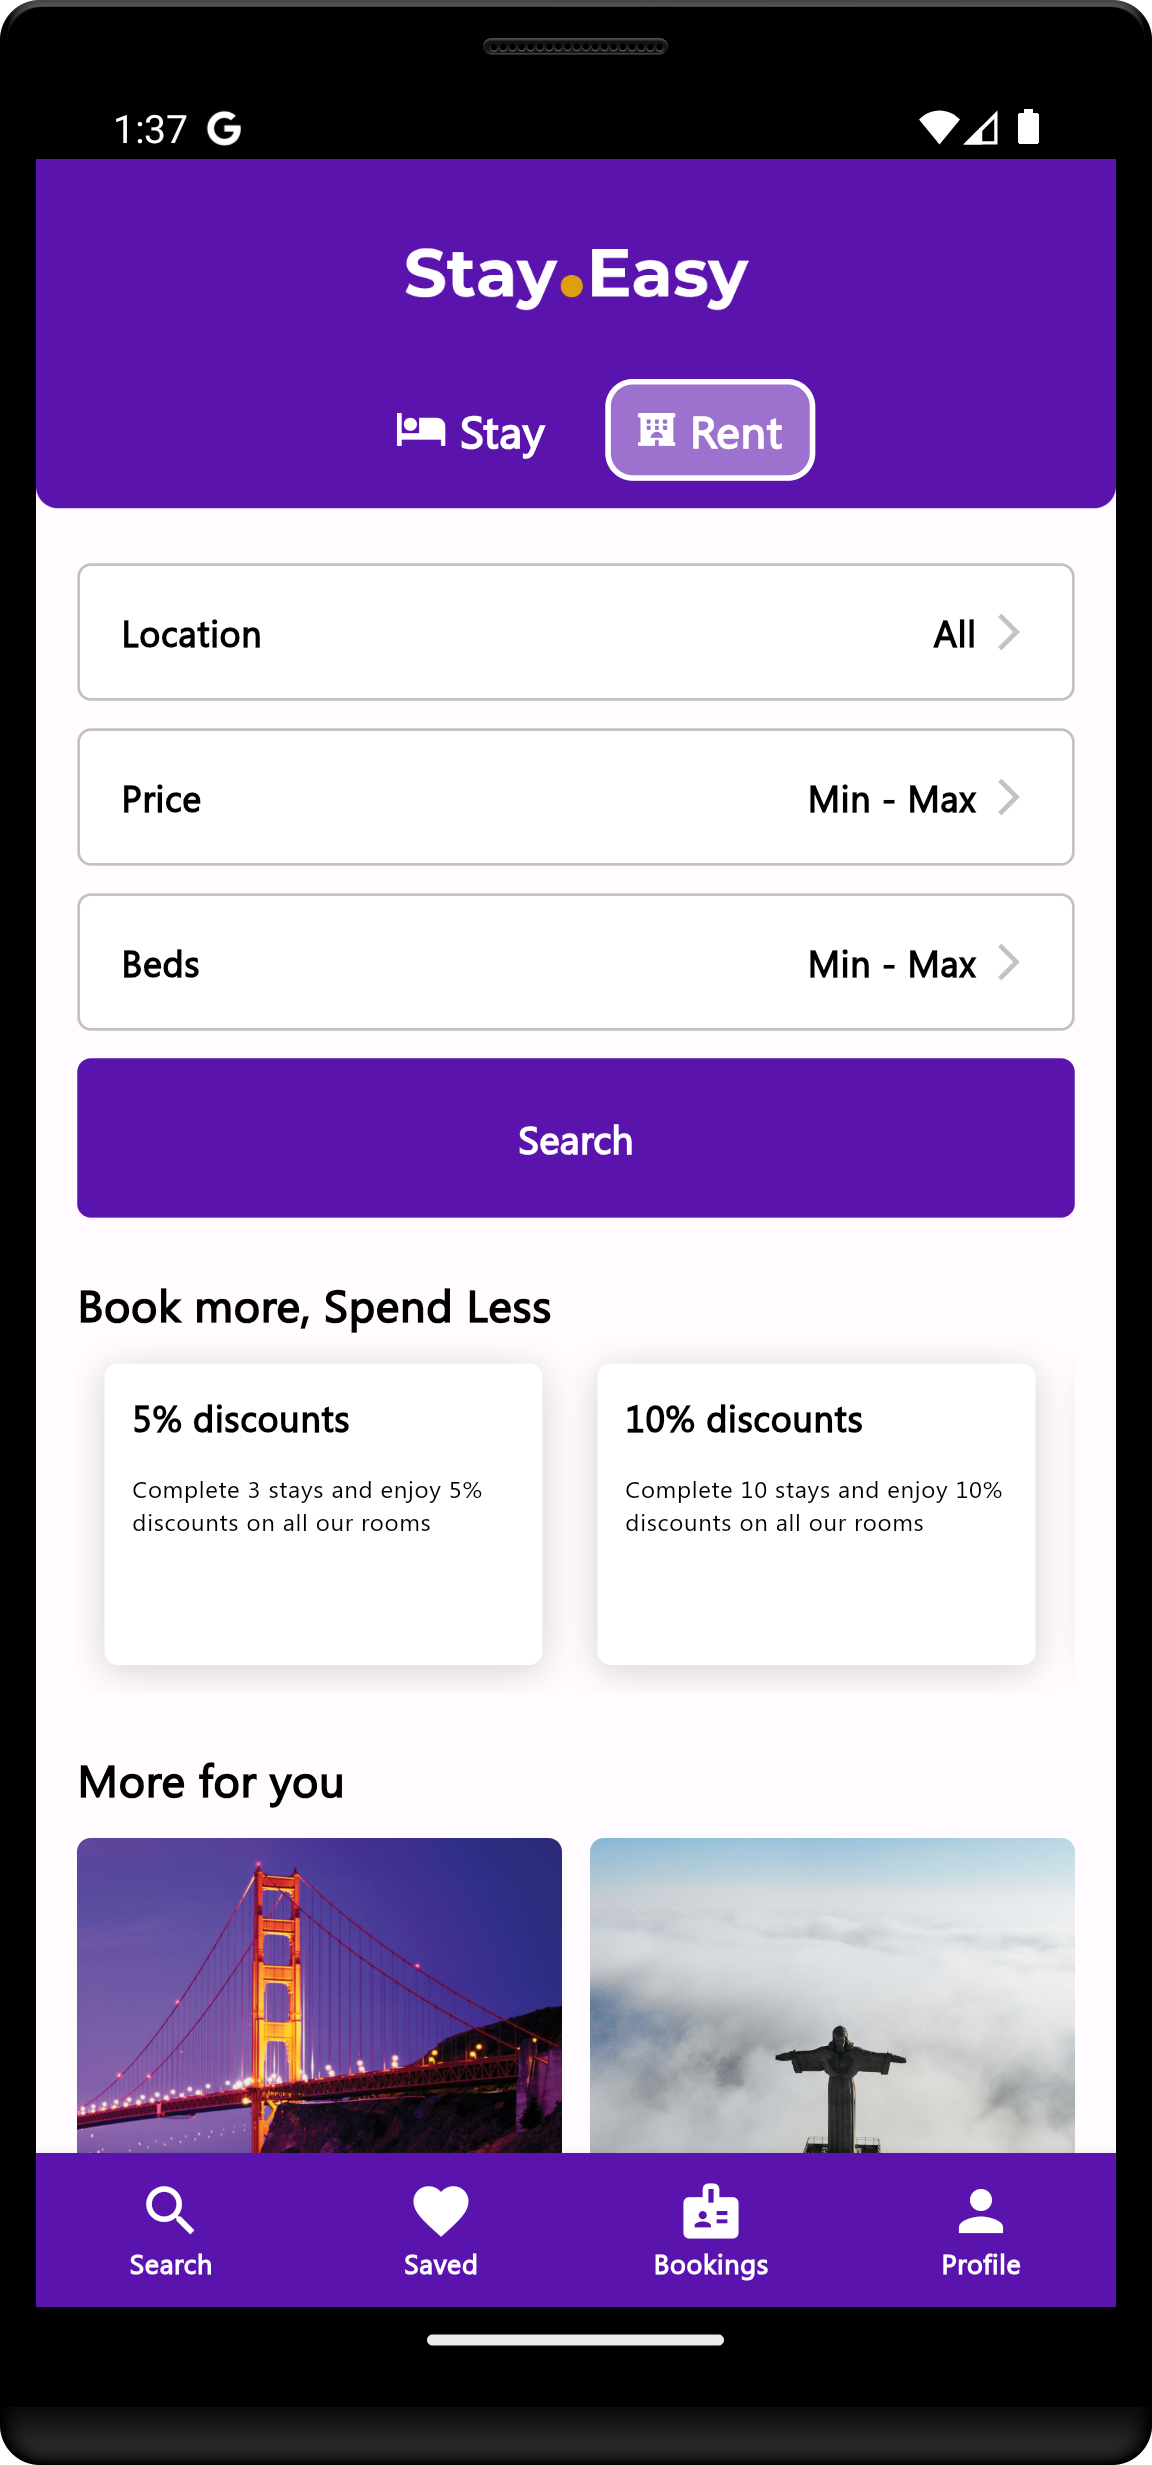 1:37
Stay.Easy
Stay Rent
Location All
Price Min - Max
Beds Min - Max
Search
Book more, Spend Less
5% discounts
Complete 3 stays and enjoy 5%
discounts on all our rooms
10% discounts
Complete 10 stays and enjoy 10%
discounts on all our rooms
More for you
Search Saved Bookings Profile